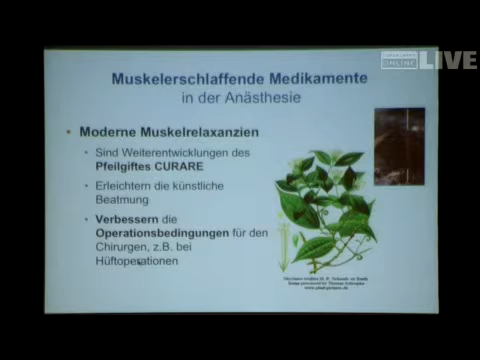 ONLINE
LIVE
Muskelerschlaffende Medikamente
in der Anästhesie
Moderne Muskelrelaxanzien
Sind Weiterentwicklungen des
Pfeilgiftes CURARE
Erleichtern die künstliche
Beatmung
Verbessern die
Operationsbedingungen für den
Chirurgen, z.B. bei
Hüftoperationen